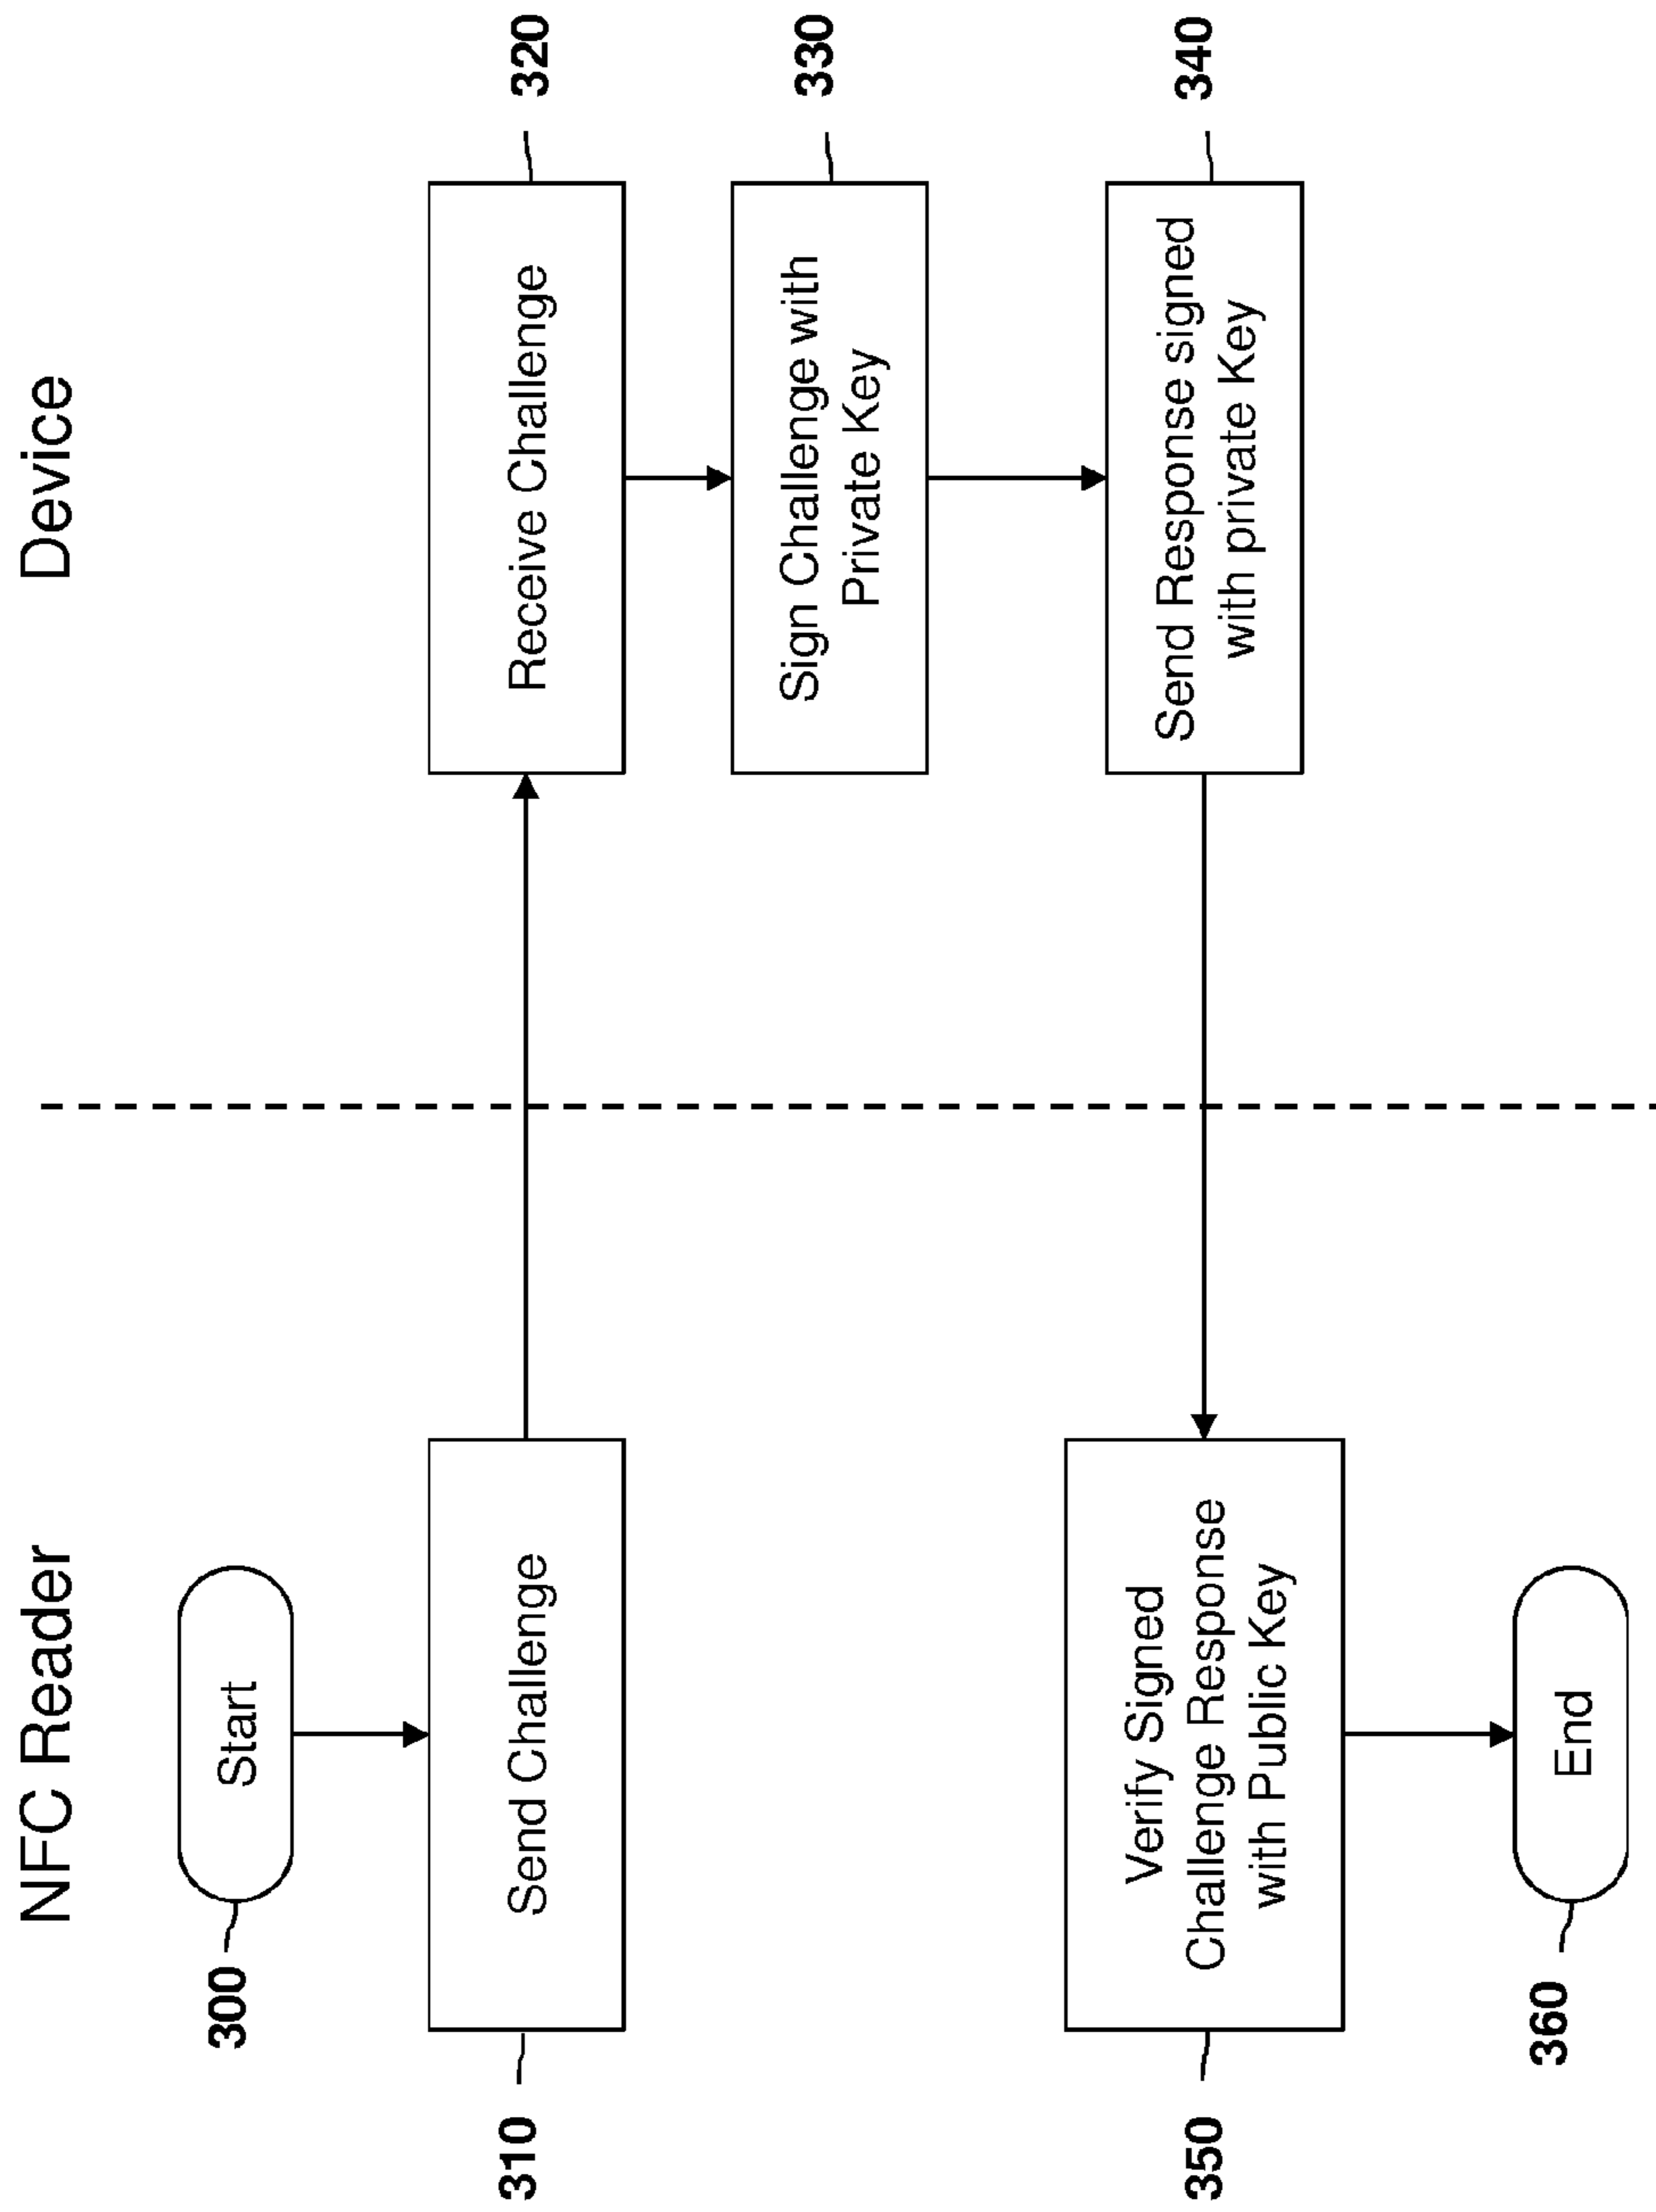 NFC Reader
Device
300
Start
310
Send Challenge
Receive Challenge
320
Sign Challenge with
Private Key
330
Send Response signed
with private Key
340
350
Verify Signed
Challenge Response
with Public Key
360
End